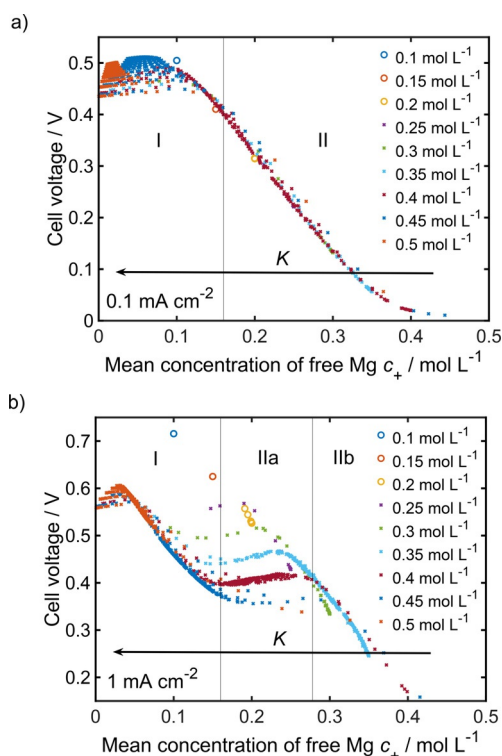 a)
0.5
0.4
0.3
0.2
0.1
0
Cell voltage / V
I
II
K
0.1 mA cm⁻²
0.1 mol L⁻¹
0.15 mol L⁻¹
0.2 mol L⁻¹
0.25 mol L⁻¹
0.3 mol L⁻¹
0.35 mol L⁻¹
0.4 mol L⁻¹
0.45 mol L⁻¹
0.5 mol L⁻¹
0 0.1 0.2 0.3 0.4 0.5
Mean concentration of free Mg c₊ / mol L⁻¹
b)
0.7
0.6
0.5
0.4
0.3
0.2
Cell voltage / V
I
IIa
IIb
K
1 mA cm⁻²
0.1 mol L⁻¹
0.15 mol L⁻¹
0.2 mol L⁻¹
0.25 mol L⁻¹
0.3 mol L⁻¹
0.35 mol L⁻¹
0.4 mol L⁻¹
0.45 mol L⁻¹
0.5 mol L⁻¹
0 0.1 0.2 0.3 0.4 0.5
Mean concentration of free Mg c₊ / mol L⁻¹